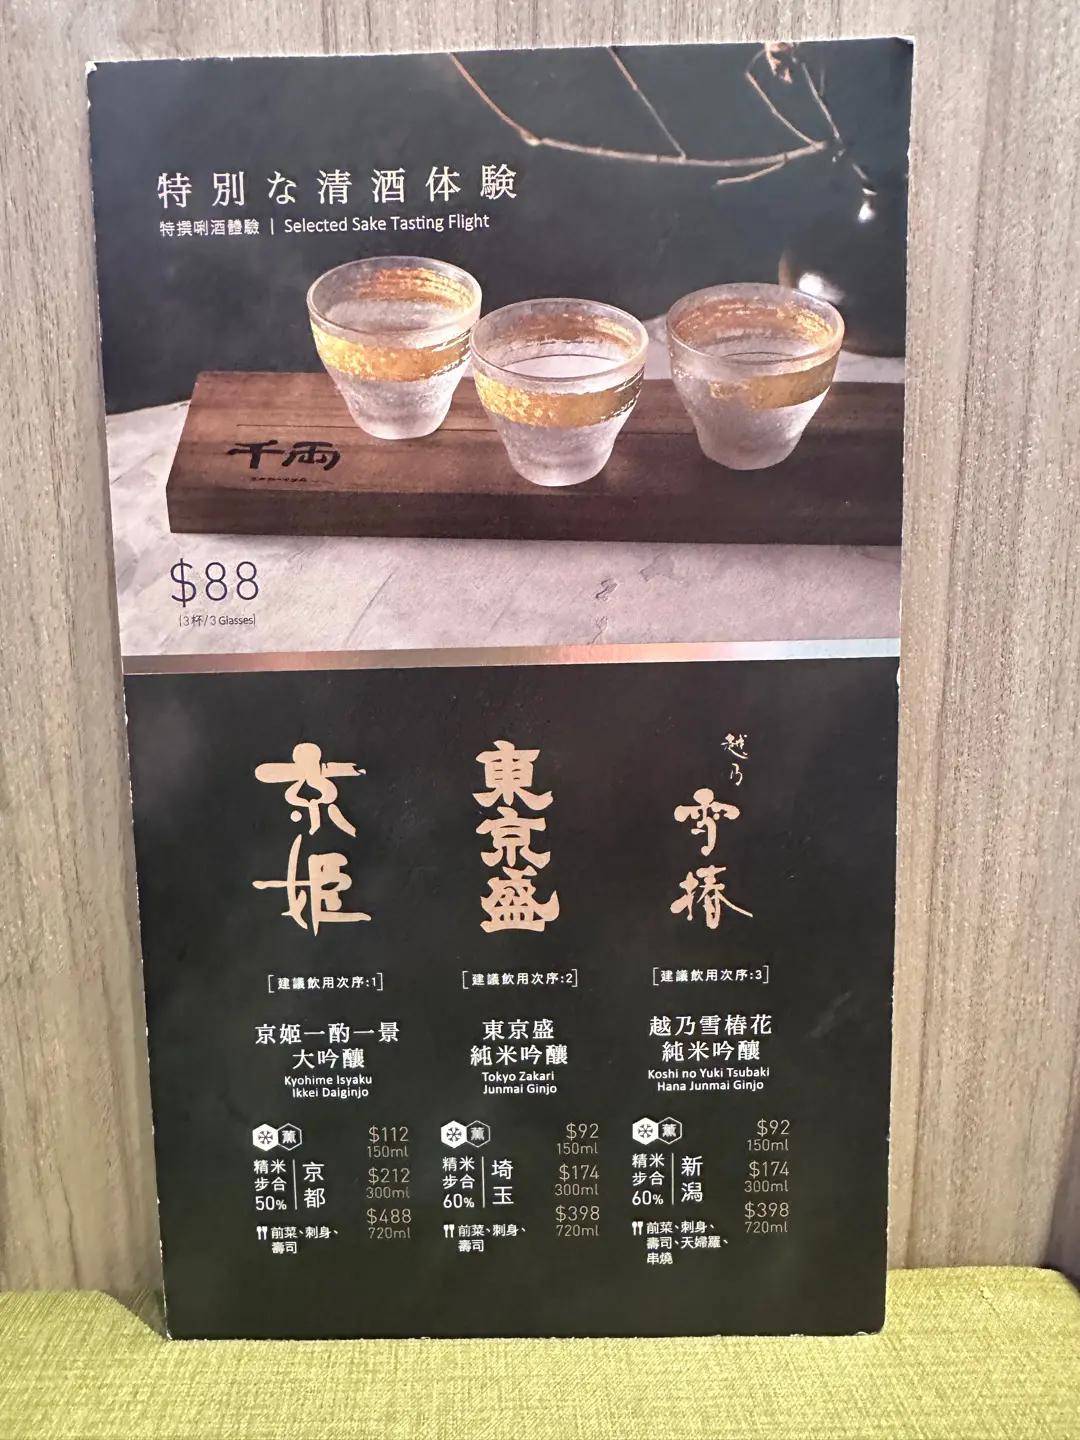 特別な清酒体験
特撰唎酒體驗 | Selected Sake Tasting Flight
千両
$88
(3杯/3 Glasses)
京姫
東京盛
越乃
雪椿
[建議飲用次序:1]
京姬一酌一景
大吟釀
Kyohime Isyaku
Ikkei Daiginjo
薫
精米
步合
50%
京都
$112
150ml
$212
300ml
$488
720ml
前菜、刺身、
壽司
[建議飲用次序:2]
東京盛
純米吟釀
Tokyo Zakari
Junmai Ginjo
薫
精米
步合
60%
埼玉
$92
150ml
$174
300ml
$398
720ml
前菜、刺身、
壽司
[建議飲用次序:3]
越乃雪椿花
純米吟釀
Koshi no Yuki Tsubaki
Hana Junmai Ginjo
薫
精米
步合
60%
新潟
$92
150ml
$174
300ml
$398
720ml
前菜、刺身、
壽司、天婦羅、
串燒